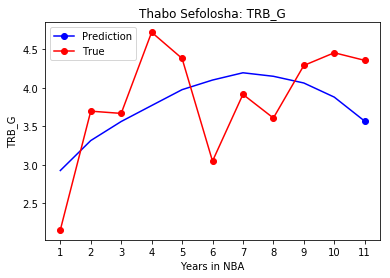 Thabo Sefolosha: TRB_G
Prediction
True
TRB_G
4.5
4.0
3.5
3.0
2.5
1 2 3 4 5 6 7 8 9 10 11
Years in NBA